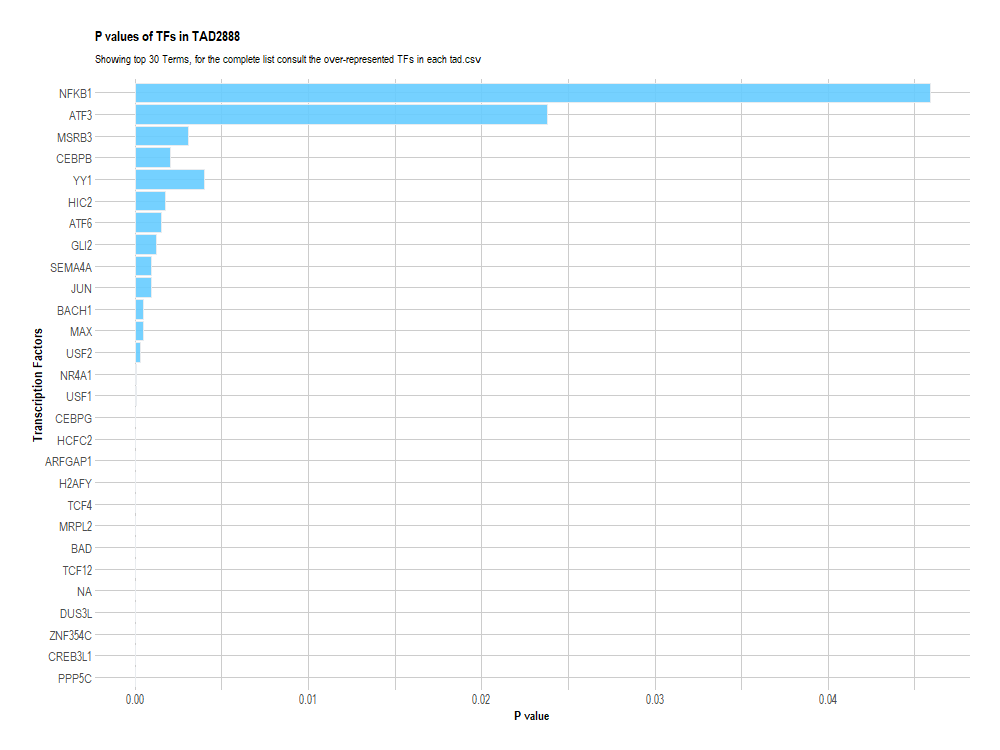 P values of TFs in TAD2888
Showing top 30 Terms, for the complete list consult the over-represented TFs in each tad.csv
Transcription Factors
NFKB1
ATF3
MSRB3
CEBPB
YY1
HIC2
ATF6
GLI2
SEMA4A
JUN
BACH1
MAX
USF2
NR4A1
USF1
CEBPG
HCFC2
ARFGAP1
H2AFY
TCF4
MRPL2
BAD
TCF12
NA
DUS3L
ZNF354C
CREB3L1
PPP5C
0.00 0.01 0.02 0.03 0.04
P value